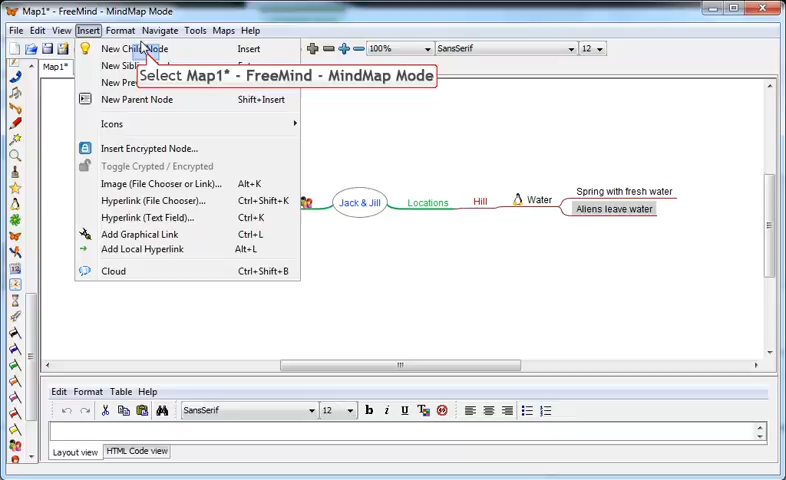 Map1* - FreeMind - MindMap Mode
File Edit View Insert Format Navigate Tools Maps Help
100% SansSerif 12
Map1*
New Child Node Insert
New Sibling
New
New Parent Node Shift+Insert
Select Map1* - FreeMind - MindMap Mode
Icons
Insert Encrypted Node...
Toggle Crypted / Encrypted
Image (File Chooser or Link)... Alt+K
Hyperlink (File Chooser)... Ctrl+Shift+K
Hyperlink (Text Field)... Ctrl+K
Add Graphical Link Ctrl+L
Add Local Hyperlink Alt+L
Cloud Ctrl+Shift+B
Jack & Jill
Locations
Hill
Water
Spring with fresh water
Aliens leave water
Edit Format Table Help
SansSerif 12 b i U
Layout view HTML Code view